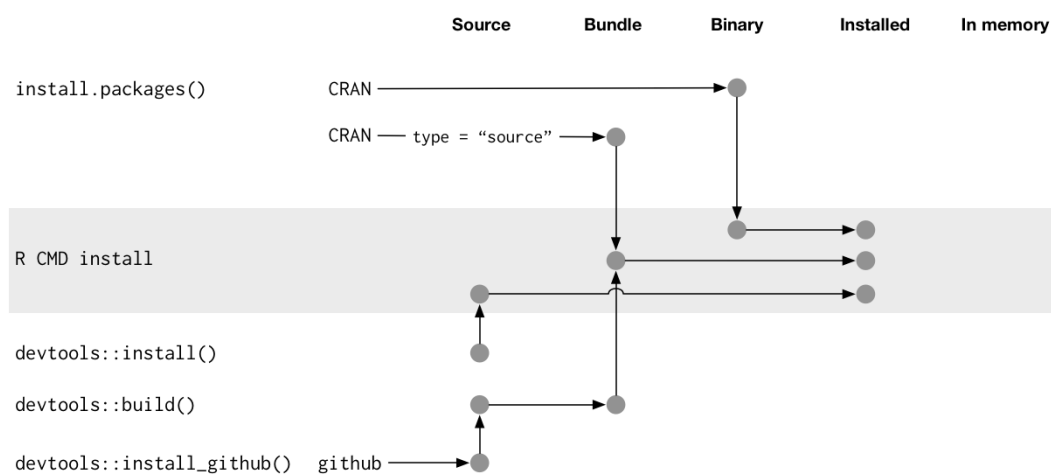 Source Bundle Binary Installed In memory
install.packages() CRAN
CRAN type = “source”
R CMD install
devtools::install()
devtools::build()
devtools::install_github() github